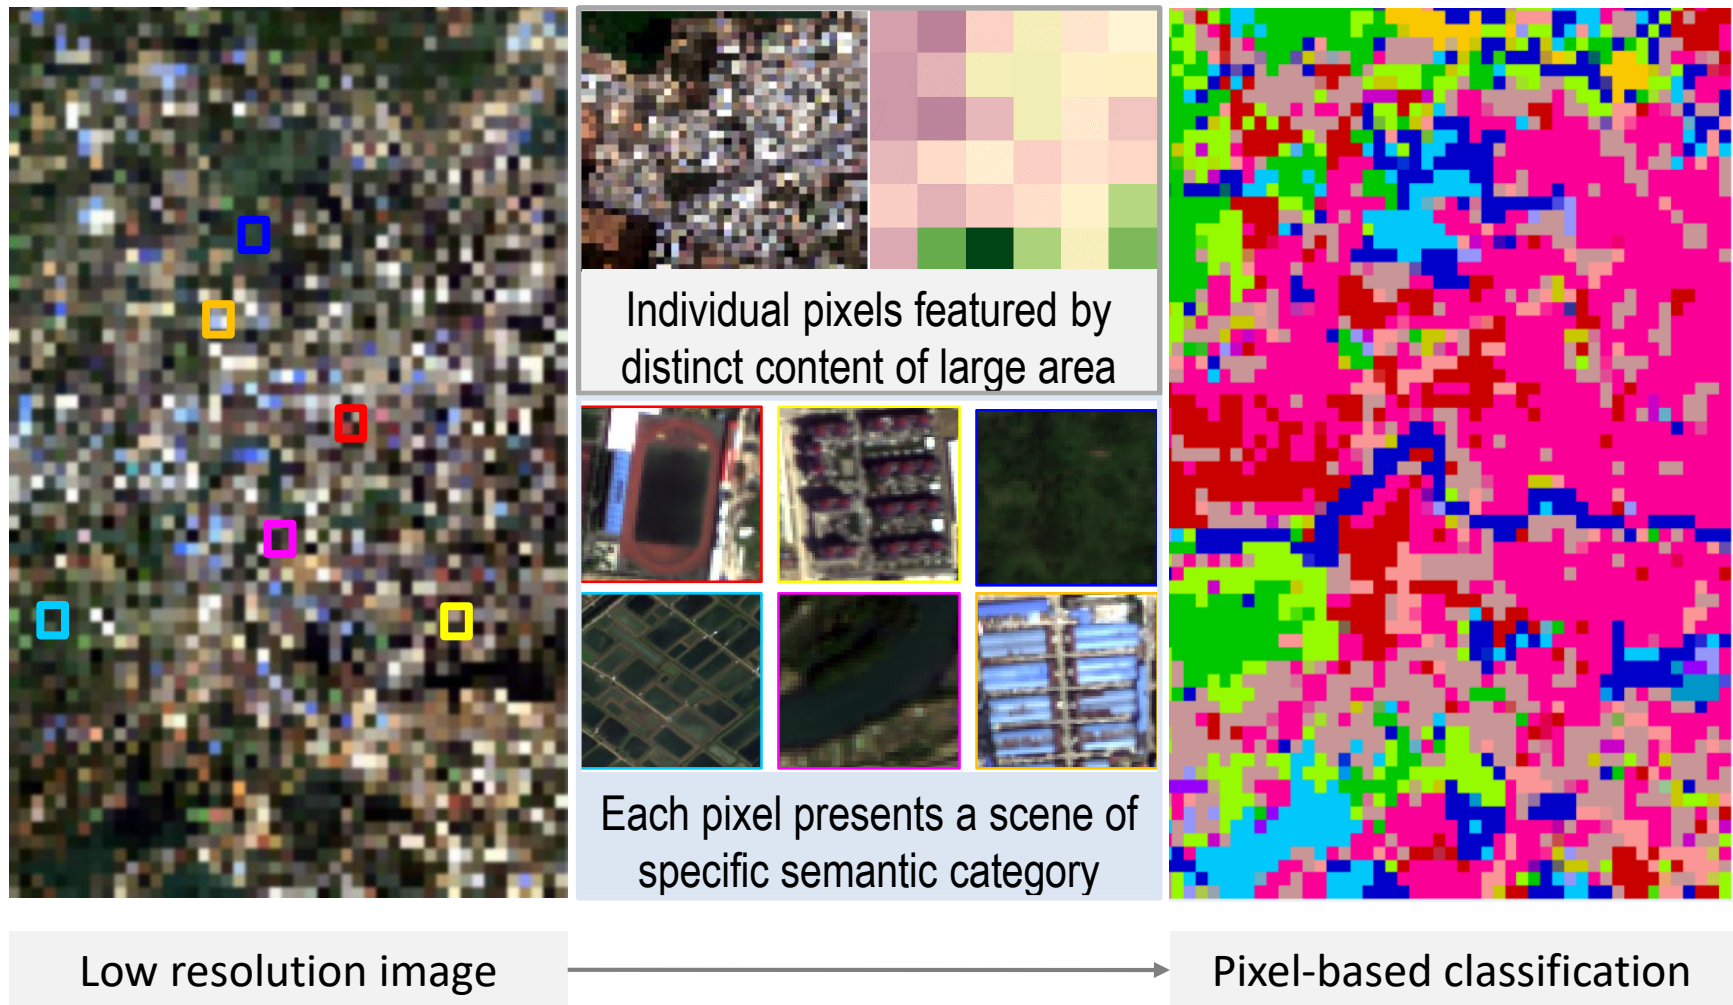 Individual pixels featured by
distinct content of large area
Each pixel presents a scene of
specific semantic category
Low resolution image
Pixel-based classification